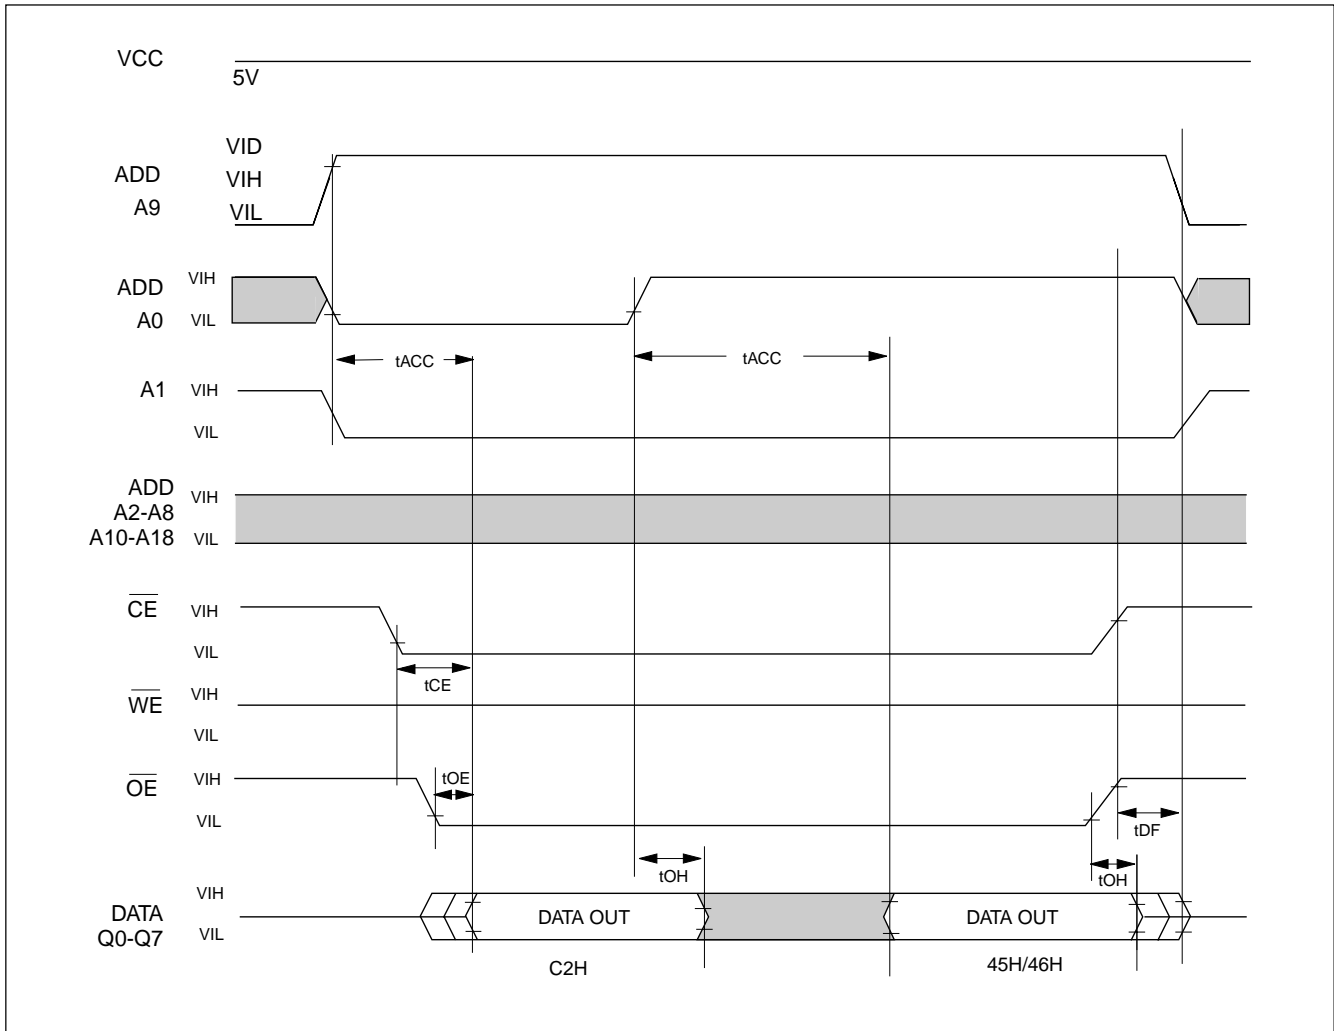 VCC
5V
VID
ADD
VIH
A9
VIL
ADD
VIH
A0
VIL
tACC
tACC
A1
VIH
VIL
ADD
VIH
A2-A8
A10-A18
VIL
CE
VIH
VIL
tCE
WE
VIH
VIL
OE
VIH
tOE
VIL
tDF
tOH
tOH
VIH
DATA
DATA OUT
DATA OUT
Q0-Q7
VIL
C2H
45H/46H